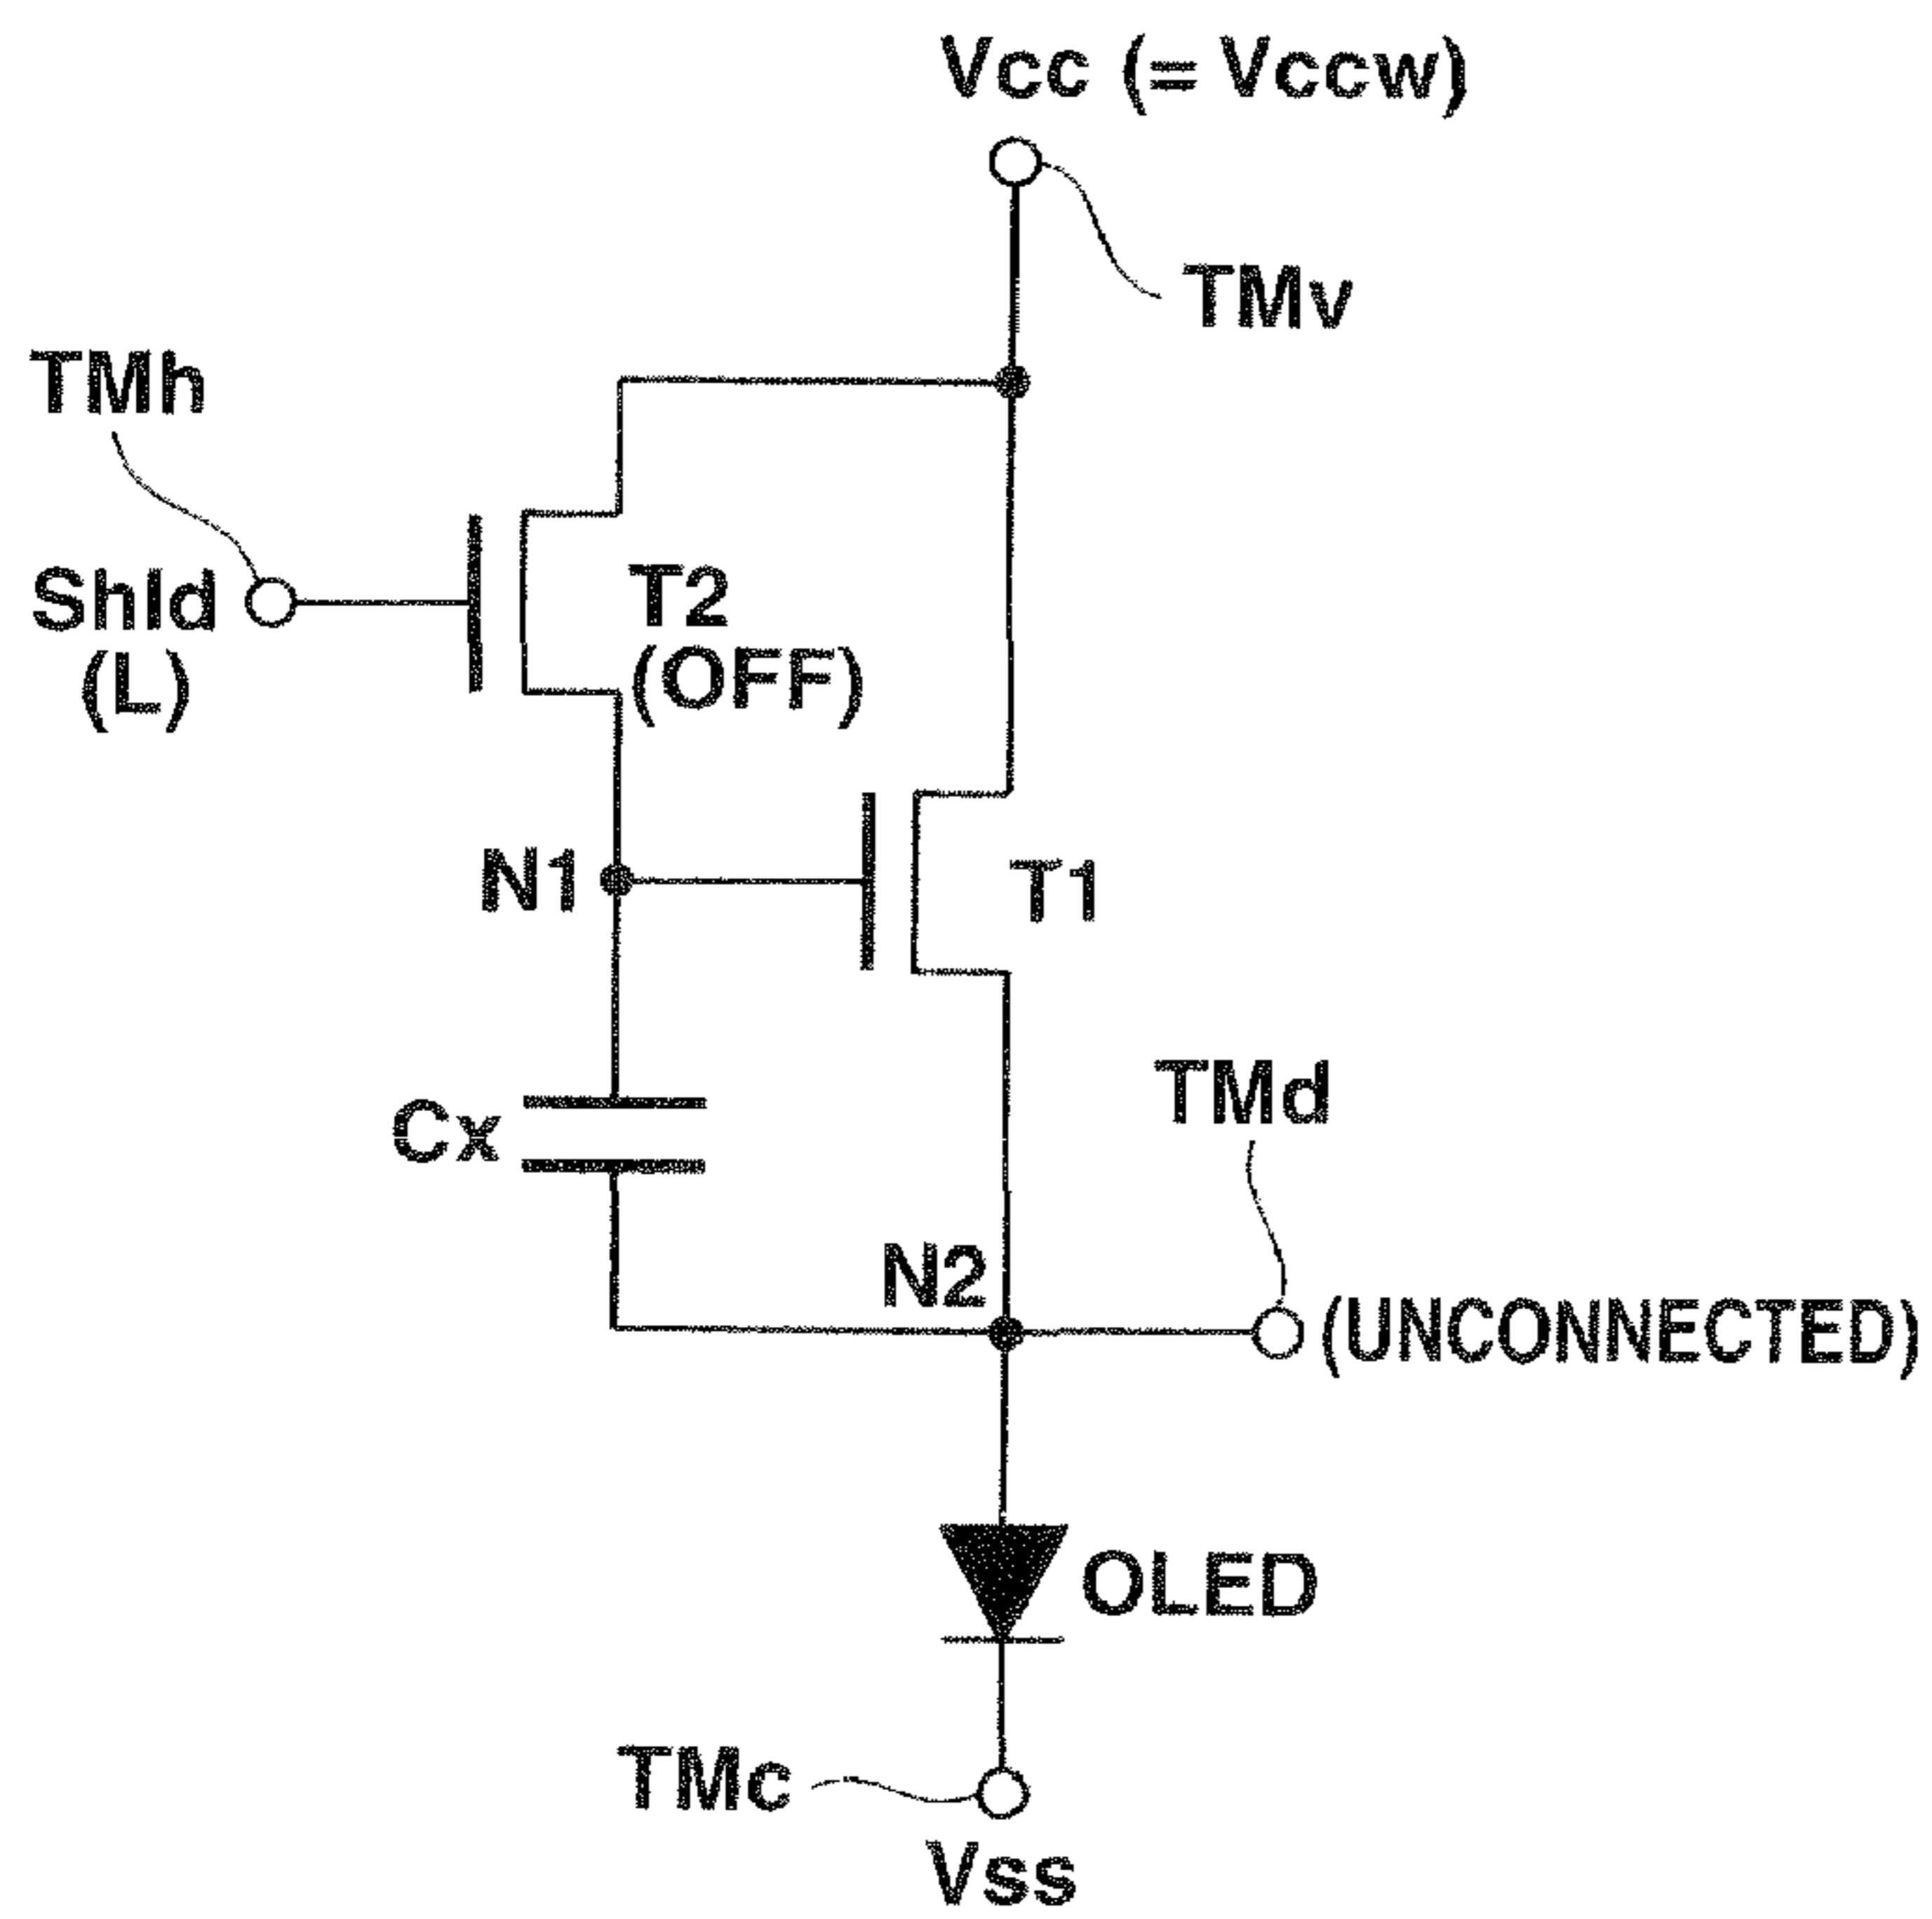 Vcc (= Vccw)
TMv
TMh
Shld
(L)
T2
(OFF)
N1
T1
Cx
TMd
N2
(UNCONNECTED)
OLED
TMc
Vss